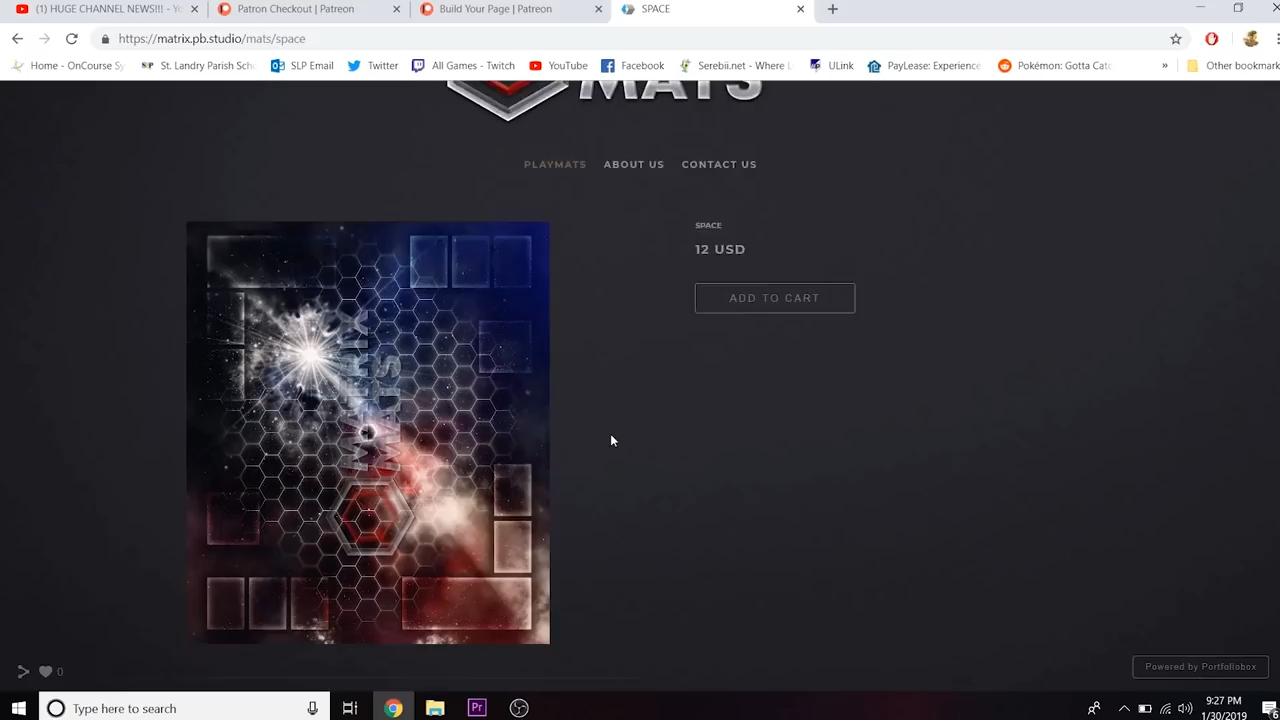 (1) HUGE CHANNEL NEWS!!! - Yo
Patron Checkout | Patreon
Build Your Page | Patreon
SPACE
https://matrix.pb.studio/mats/space
Home - OnCourse Sy
St. Landry Parish Scho
SLP Email
Twitter
All Games - Twitch
YouTube
Facebook
Serebii.net - Where L
ULink
PayLease: Experience
Pokémon: Gotta Catc
»
Other bookmark
MATS
PLAYMATS
ABOUT US
CONTACT US
MATRIX
MATS
SPACE
12 USD
ADD TO CART
0
Powered by Portfoliobox
Type here to search
Pr
9:27 PM
1/30/2019